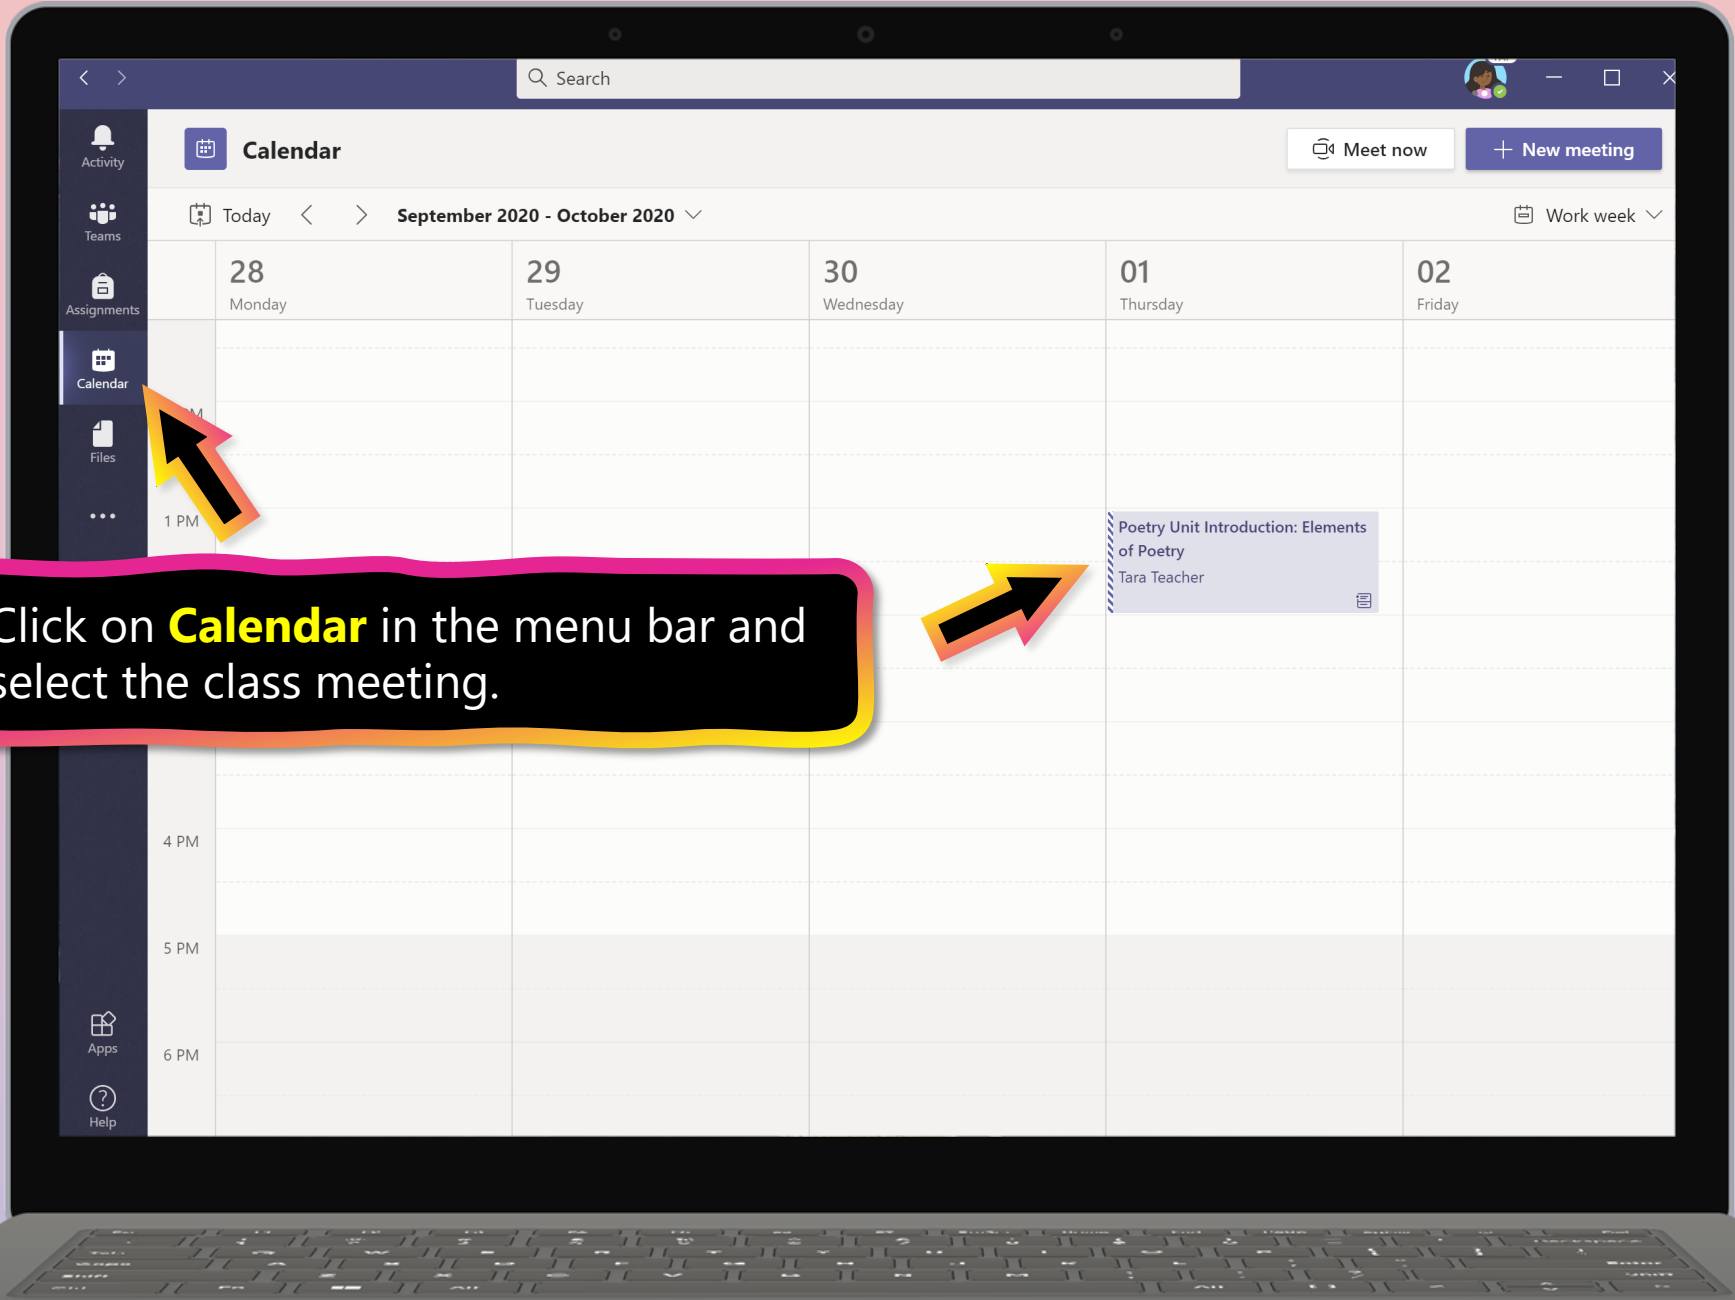 Search
Activity
Teams
Assignments
Calendar
Files
Apps
Help
Calendar
Meet now
New meeting
Today
September 2020 - October 2020
Work week
28
Monday
29
Tuesday
30
Wednesday
01
Thursday
02
Friday
1 PM
4 PM
5 PM
6 PM
Poetry Unit Introduction: Elements
of Poetry
Tara Teacher
Click on Calendar in the menu bar and
select the class meeting.